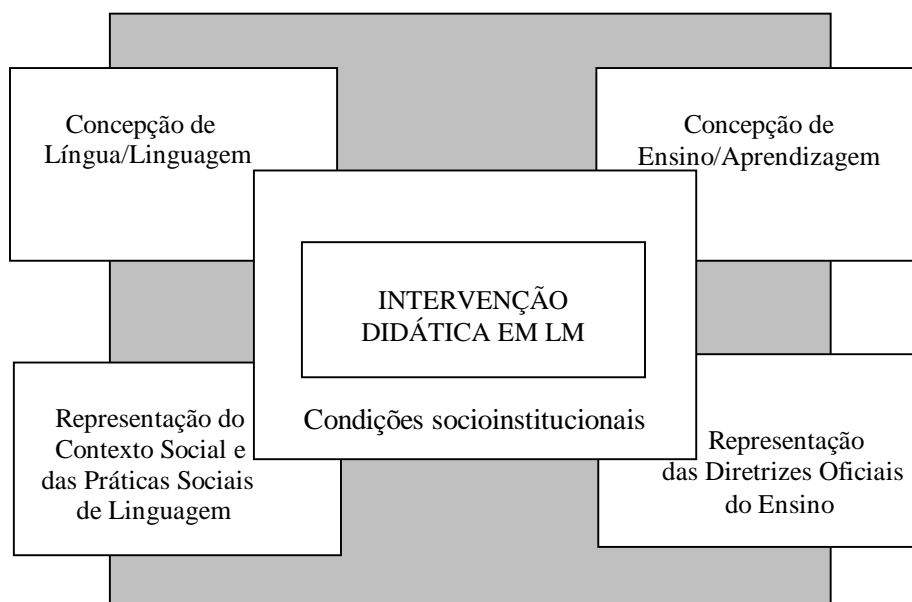 Concepção de
Língua/Linguagem
Concepção de
Ensino/Aprendizagem
INTERVENÇÃO
DIDÁTICA EM LM
Condições socioinstitucionais
Representação do
Contexto Social e
das Práticas Sociais
de Linguagem
Representação
das Diretrizes Oficiais
do Ensino